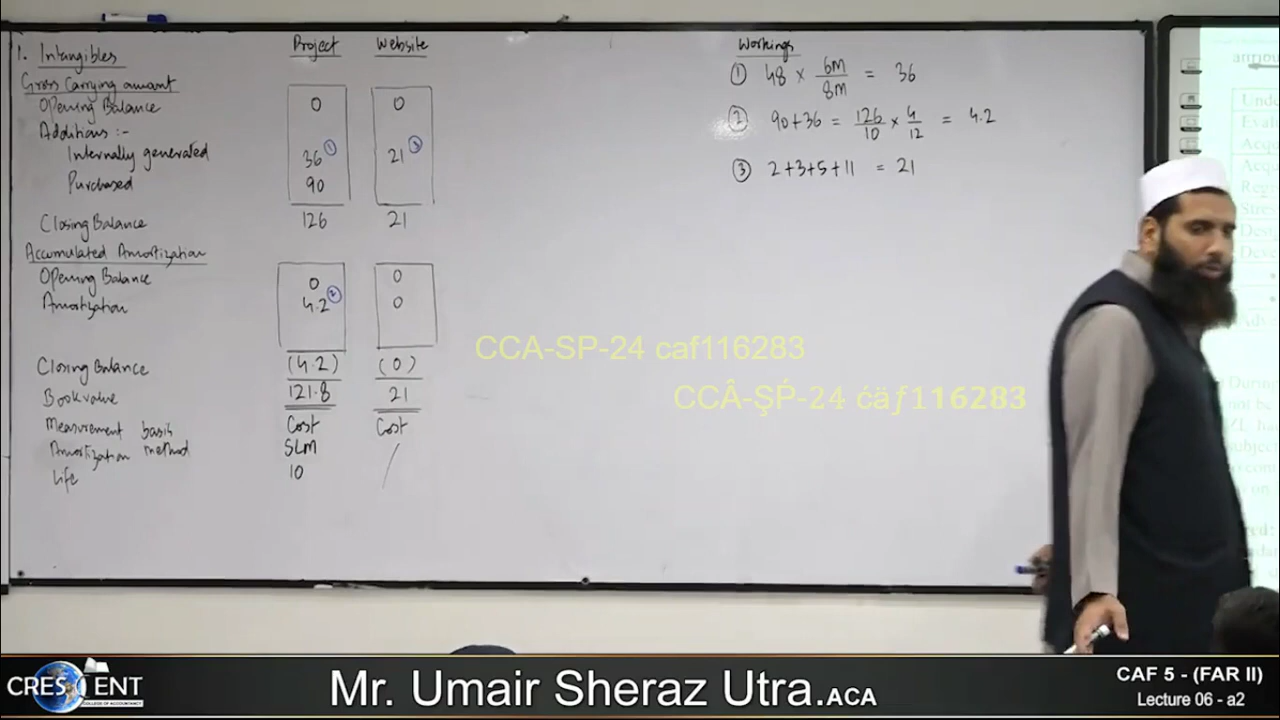 Project Website
1. Intangibles
Gross Carrying amount
Opening Balance 0 0
Additions :-
Internally generated 36 ① 21 ③
Purchased 90
Closing Balance 126 21
Accumulated Amortization
Opening Balance 0 0
Amortization 4.2 ② 0
Closing Balance (4.2) (0)
Book value 121.8 21
Measurement basis Cost Cost
Amortization method SLM
Life 10
Workings
① 48 × 6M/8M = 36
② 90+36 = 126/10 × 4/12 = 4.2
③ 2+3+5+11 = 21
CCA-SP-24 caf116283
CCÂ-ŞṔ-24 ćäƒ116283
CRESCENT
COLLEGE OF ACCOUNTANCY
Mr. Umair Sheraz Utra.ACA
CAF 5 - (FAR II)
Lecture 06 - a2